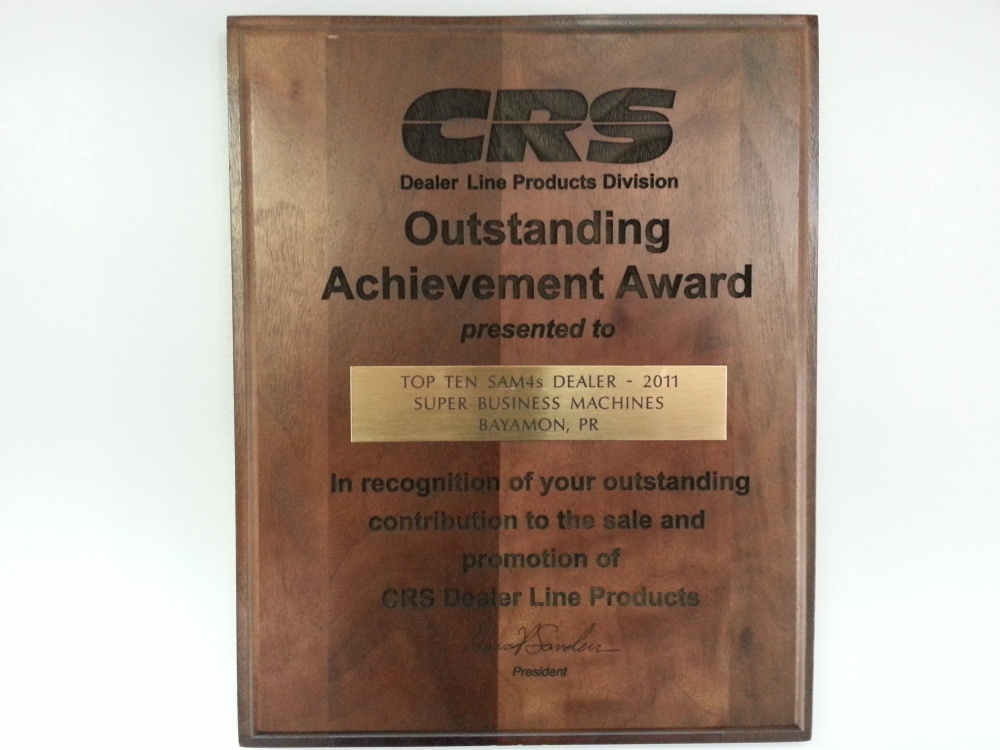 CRS
Dealer Line Products Division
Outstanding
Achievement Award
presented to
TOP TEN SAM4s DEALER - 2011
SUPER BUSINESS MACHINES
BAYAMON, PR
In recognition of your outstanding
contribution to the sale and
promotion of
CRS Dealer Line Products
President